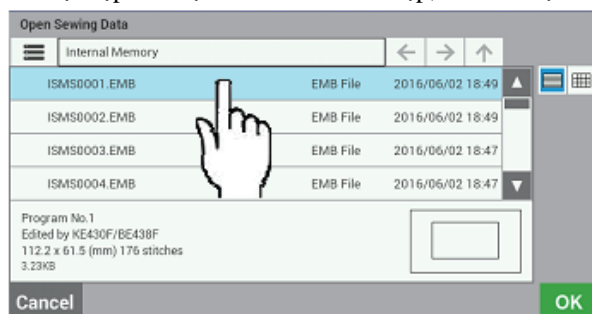 Open Sewing Data
Internal Memory
ISMS0001.EMB EMB File 2016/06/02 18:49
ISMS0002.EMB EMB File 2016/06/02 18:49
ISMS0003.EMB EMB File 2016/06/02 18:47
ISMS0004.EMB EMB File 2016/06/02 18:47
Program No.1
Edited by KE430F/BE438F
112.2 x 61.5 (mm) 176 stitches
3.23KB
Cancel OK